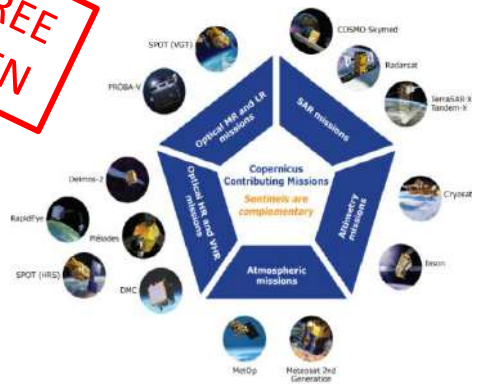 REE
EN
COSMO-Skymed
SPOT (VGT)
Radarsat
PROBA-V
TerraSAR-X
Tandem-X
Optical MR and LR
missions
SAR missions
Copernicus
Contributing Missions
Sentinels are
complementary
Optical HR and VHR
missions
Altimetry
missions
Deimos-2
Cryosat
RapidEye
Pléiades
SPOT (HRS)
DMC
Jason
Atmospheric
missions
MetOp
Meteosat 2nd
Generation